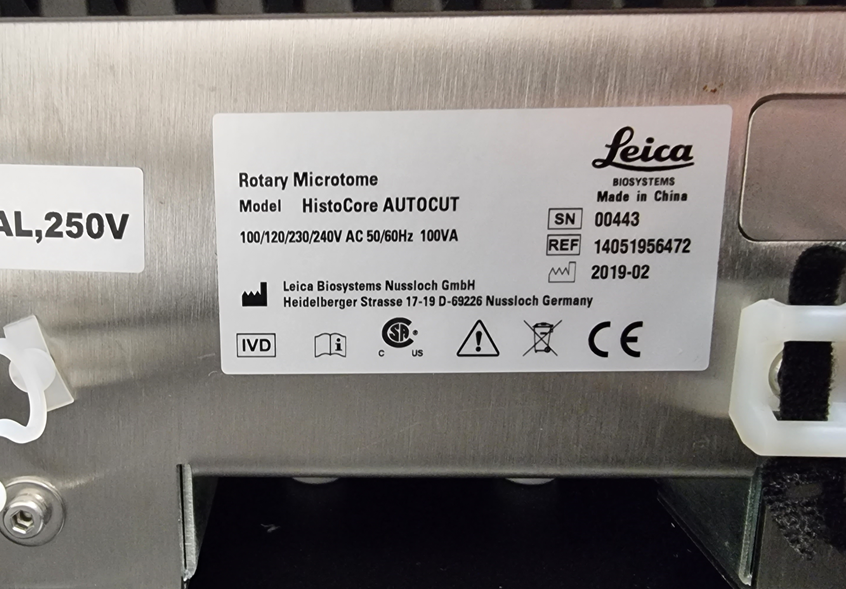 AL,250V
Leica
BIOSYSTEMS
Made in China
Rotary Microtome
Model HistoCore AUTOCUT
100/120/230/240V AC 50/60Hz 100VA
SN 00443
REF 14051956472
2019-02
Leica Biosystems Nussloch GmbH
Heidelberger Strasse 17-19 D-69226 Nussloch Germany
IVD
i
C SA ® US
CE